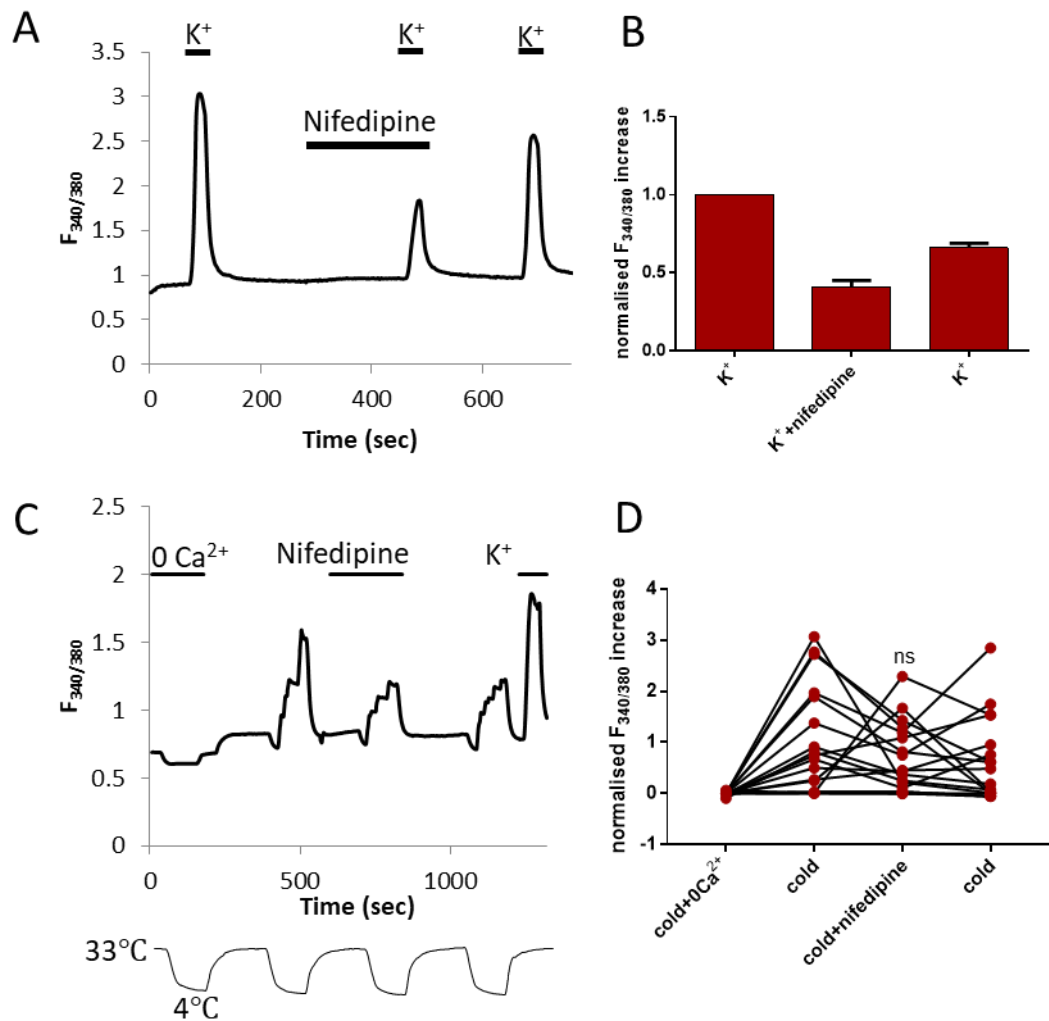 A
K⁺ K⁺ K⁺
Nifedipine
F₃₄₀/₃₈₀
3.5
3
2.5
2
1.5
1
0.5
0
0 200 400 600
Time (sec)
B
normalised F₃₄₀/₃₈₀ increase
1.5
1.0
0.5
0.0
K⁺
K⁺+nifedipine
K⁺
C
0 Ca²⁺ Nifedipine K⁺
F₃₄₀/₃₈₀
2.5
2
1.5
1
0.5
0
0 500 1000
Time (sec)
33°C
4°C
D
normalised F₃₄₀/₃₈₀ increase
4
3
2
1
0
-1
ns
cold+0Ca²⁺
cold
cold+nifedipine
cold